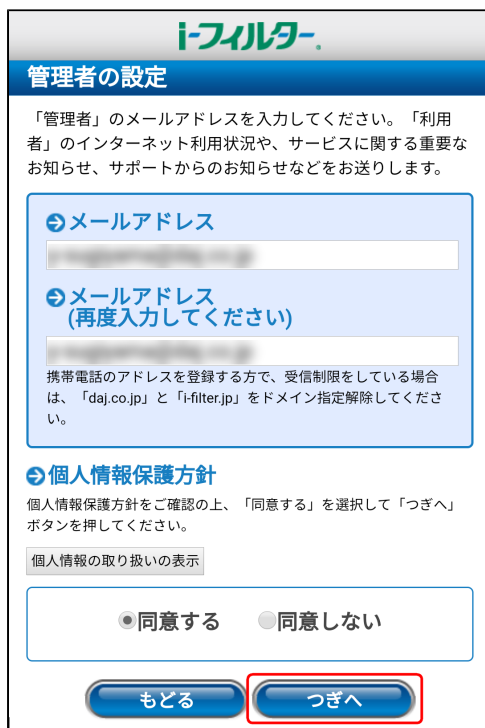 i-フィルター.
管理者の設定
「管理者」のメールアドレスを入力してください。「利用
者」のインターネット利用状況や、サービスに関する重要な
お知らせ、サポートからのお知らせなどをお送りします。
メールアドレス
メールアドレス
(再度入力してください)
携帯電話のアドレスを登録する方で、受信制限をしている場合
は、「daj.co.jp」と「i-filter.jp」をドメイン指定解除してくださ
い。
個人情報保護方針
個人情報保護方針をご確認の上、「同意する」を選択して「つぎへ」
ボタンを押してください。
個人情報の取り扱いの表示
同意する 同意しない
もどる つぎへ